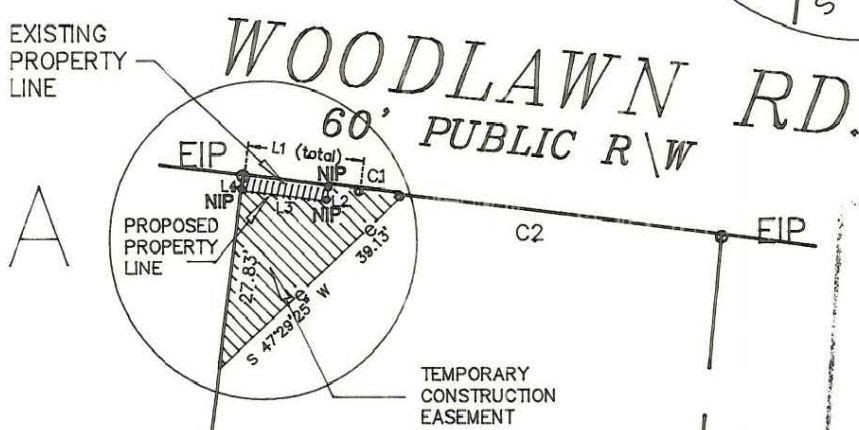 EXISTING
PROPERTY
LINE
WOODLAWN RD.
60' PUBLIC R\W
L1 (total)
EIP
NIP
C1
L4
NIP
L3
L2
NIP
A
PROPOSED
PROPERTY
LINE
C2
EIP
27.83'
e
39.13'
e
S 47°29'25" W
TEMPORARY
CONSTRUCTION
EASEMENT
S